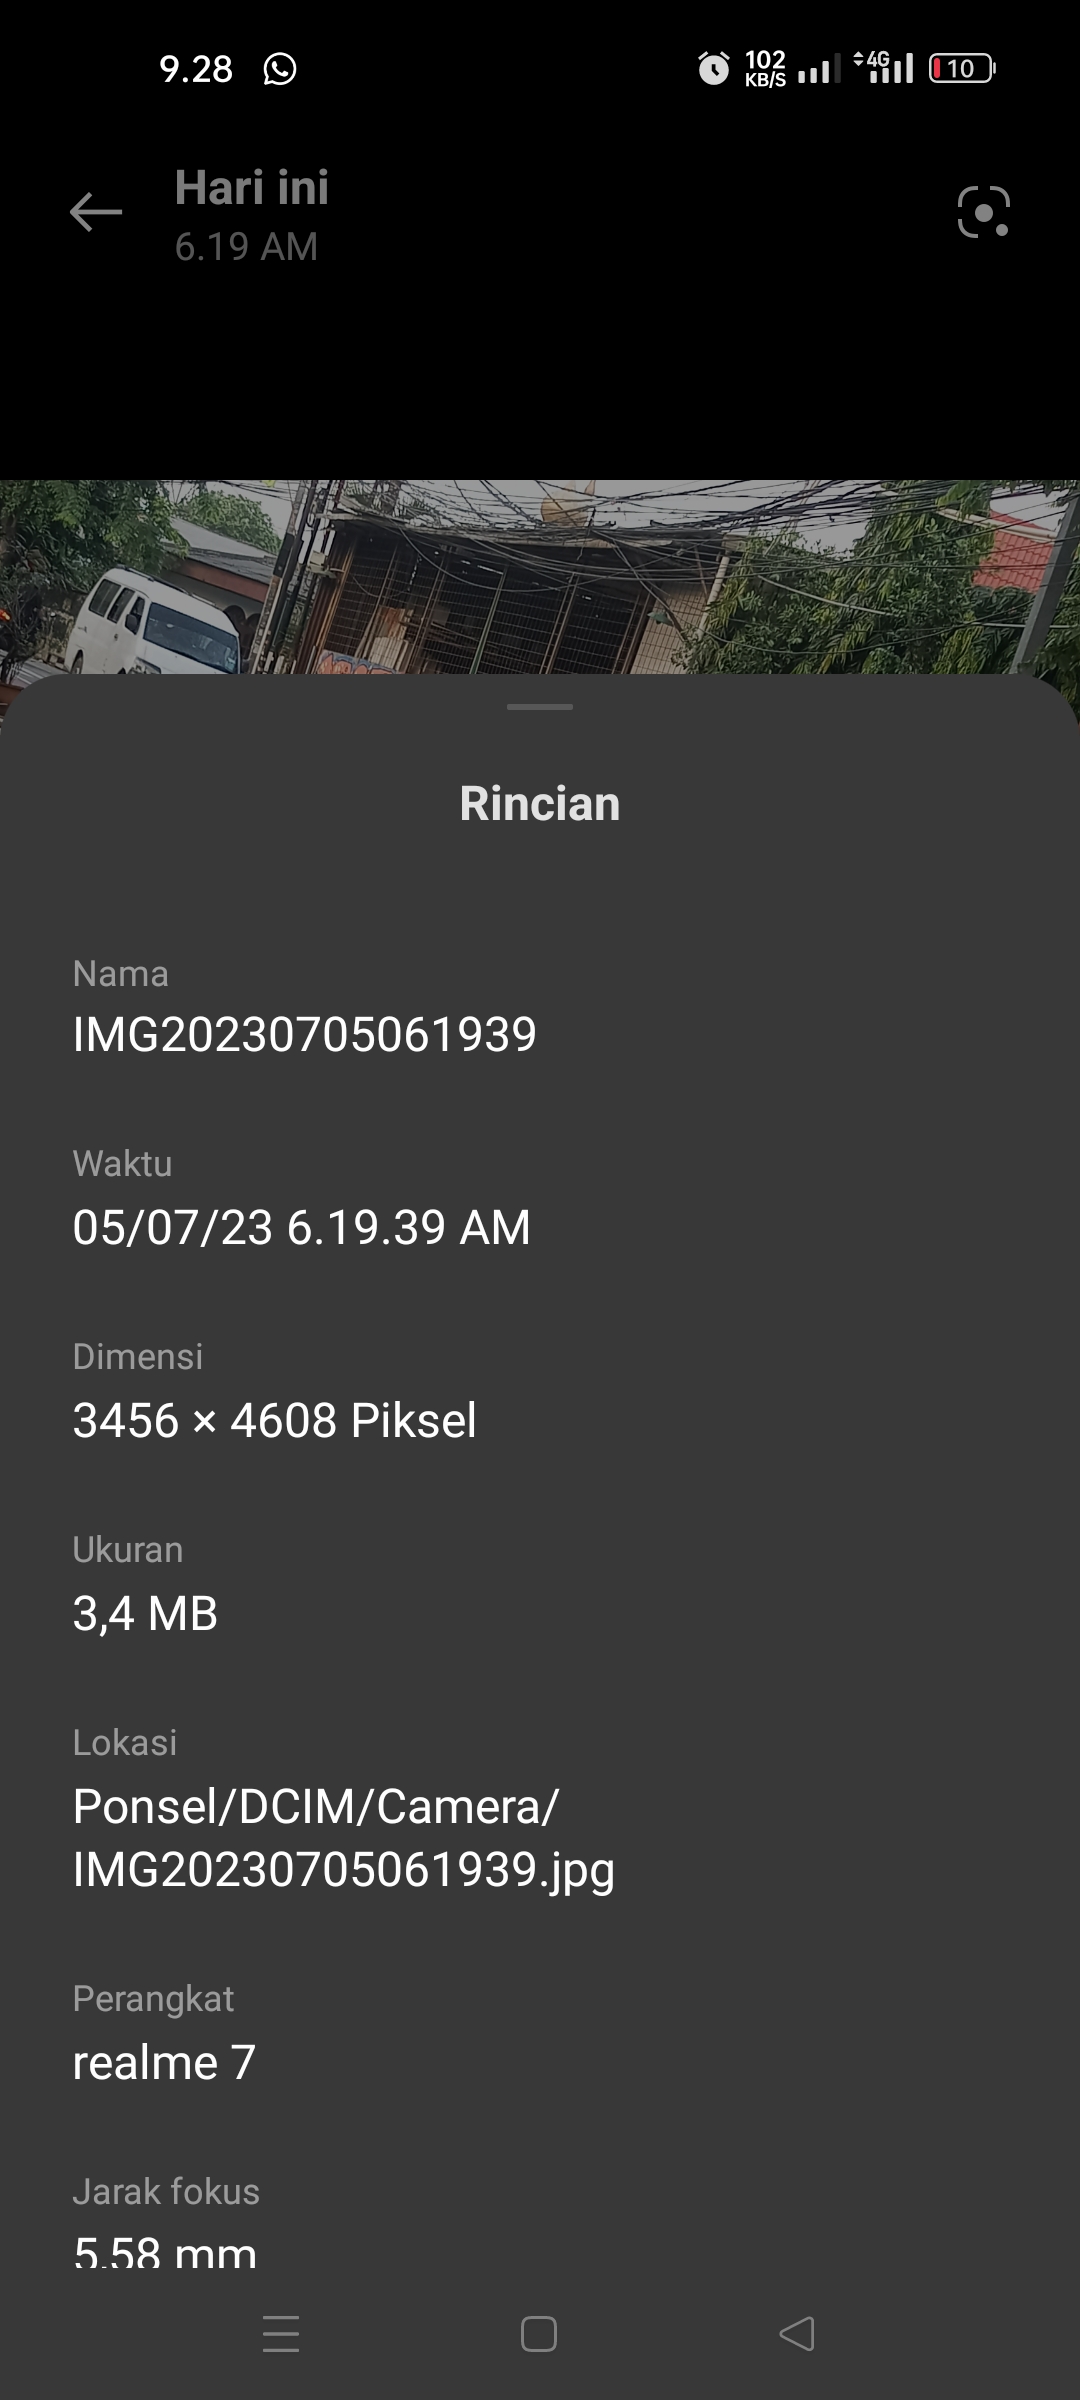 9.28
102
KB/S
4G
10
Hari ini
6.19 AM
Rincian
Nama
IMG20230705061939
Waktu
05/07/23 6.19.39 AM
Dimensi
3456 × 4608 Piksel
Ukuran
3,4 MB
Lokasi
Ponsel/DCIM/Camera/
IMG20230705061939.jpg
Perangkat
realme 7
Jarak fokus
5.58 mm